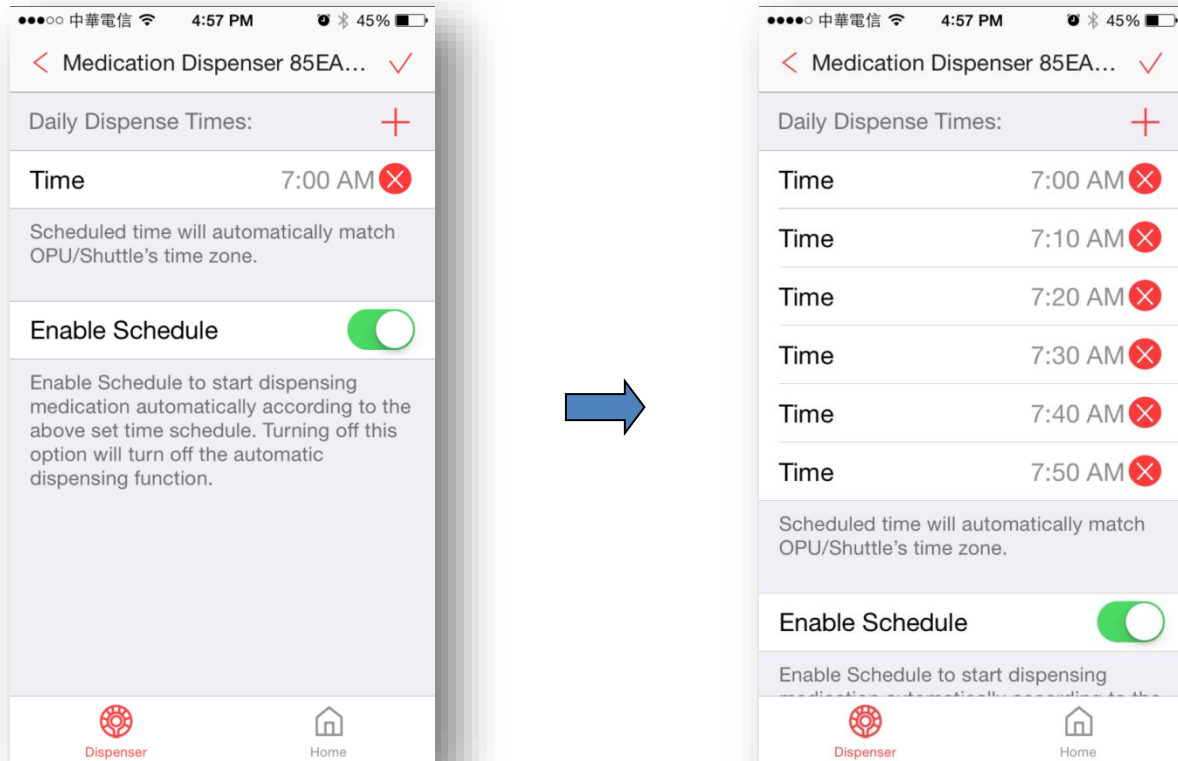 中華電信 4:57 PM 45%
Medication Dispenser 85EA...
Daily Dispense Times:
Time 7:00 AM
Scheduled time will automatically match
OPU/Shuttle's time zone.
Enable Schedule
Enable Schedule to start dispensing
medication automatically according to the
above set time schedule. Turning off this
option will turn off the automatic
dispensing function.
Dispenser Home
中華電信 4:57 PM 45%
Medication Dispenser 85EA...
Daily Dispense Times:
Time 7:00 AM
Time 7:10 AM
Time 7:20 AM
Time 7:30 AM
Time 7:40 AM
Time 7:50 AM
Scheduled time will automatically match
OPU/Shuttle's time zone.
Enable Schedule
Enable Schedule to start dispensing
medication automatically according to the
Dispenser Home